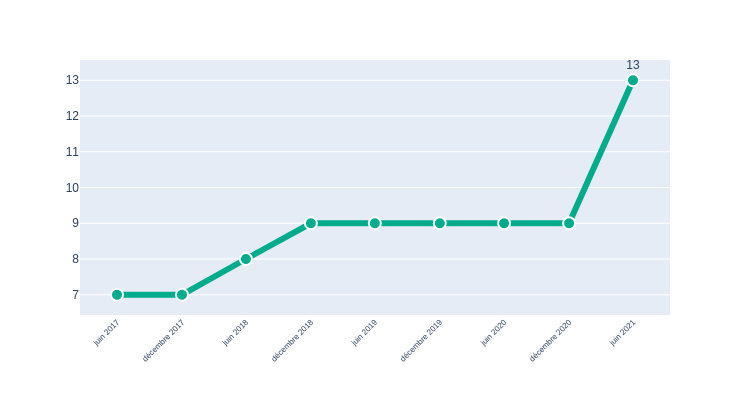 13
13
12
11
10
9
8
7
juin 2017
décembre 2017
juin 2018
décembre 2018
juin 2019
décembre 2019
juin 2020
décembre 2020
juin 2021